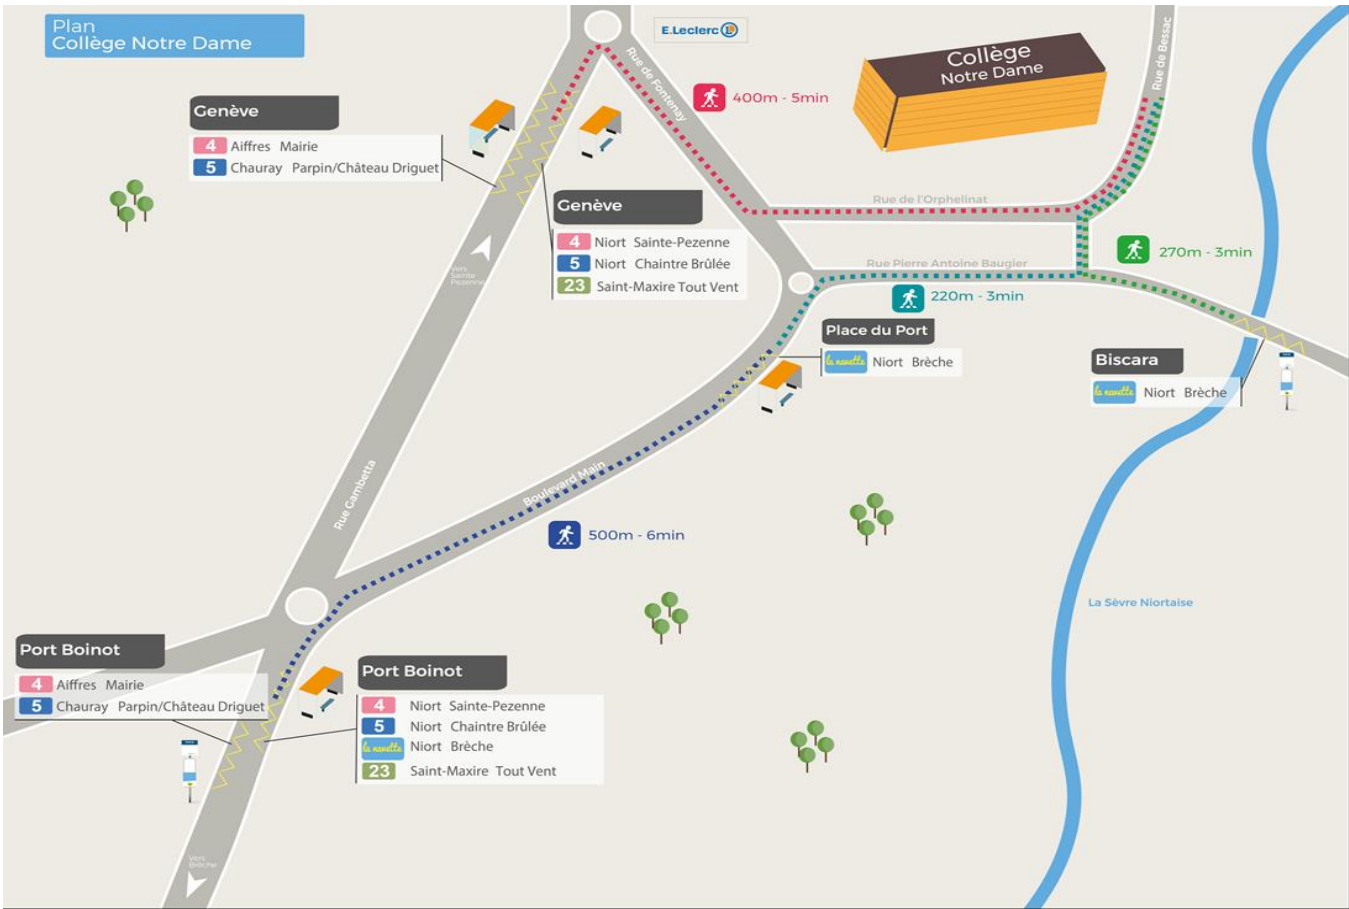 Plan
Collège Notre Dame
E.Leclerc L
Collège
Notre Dame
Rue de Bessac
Rue de Fontenay
400m - 5min
Genève
4 Aiffres Mairie
5 Chauray Parpin/Château Driguet
Genève
4 Niort Sainte-Pezenne
5 Niort Chaintre Brûlée
23 Saint-Maxire Tout Vent
Vers
Sainte
Pezenne
Rue de l'Orphelinat
270m - 3min
Rue Pierre Antoine Baugier
220m - 3min
Place du Port
la navette Niort Brèche
Biscara
la navette Niort Brèche
Rue Gambetta
Boulevard Main
500m - 6min
La Sèvre Niortaise
Port Boinot
4 Aiffres Mairie
5 Chauray Parpin/Château Driguet
Port Boinot
4 Niort Sainte-Pezenne
5 Niort Chaintre Brûlée
la navette Niort Brèche
23 Saint-Maxire Tout Vent
Vers
Brèche